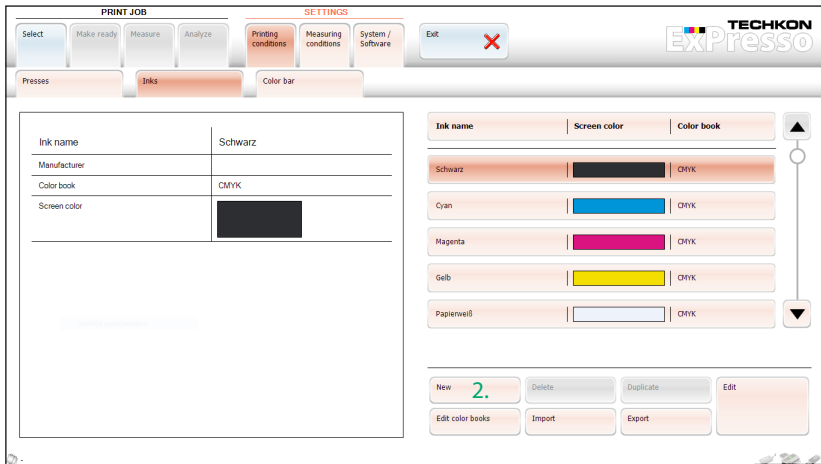 PRINT JOB
SETTINGS
Select
Make ready
Measure
Analyze
Printing
conditions
Measuring
conditions
System /
Software
Exit
TECHKON
ExPresso
Presses
Inks
Color bar
Ink name
Schwarz
Manufacturer
Color book
CMYK
Screen color
Ink name
Screen color
Color book
Schwarz
CMYK
Cyan
CMYK
Magenta
CMYK
Gelb
CMYK
Papierweiß
CMYK
New
2.
Delete
Duplicate
Edit
Edit color books
Import
Export